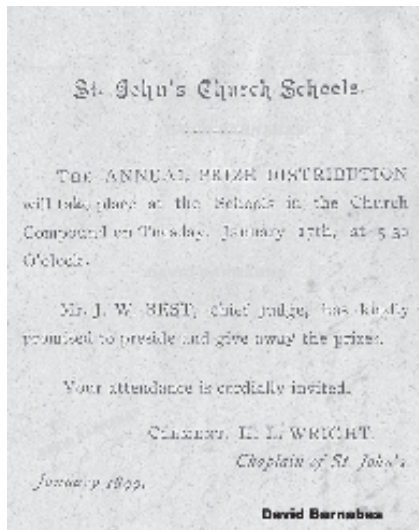 St. John's Church Schools.
THE ANNUAL PRIZE DISTRIBUTION
will take place at the Schools in the Church
Compound on Tuesday, January 17th, at 5.30
O'clock.
Mr. J. W. BEST, chief judge, has kindly
promised to preside and give away the prizes.
Your attendance is cordially invited.
CLEMENT. H. L. WRIGHT.
Chaplain of St. John's
January 1899.
David Barnabas